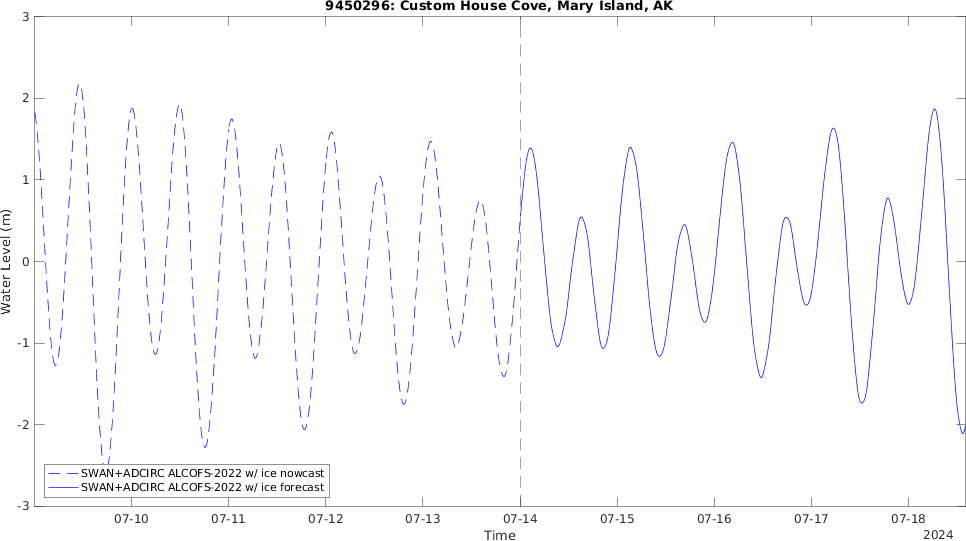 9450296: Custom House Cove, Mary Island, AK
Water Level (m)
3
2
1
0
-1
-2
-3
SWAN+ADCIRC ALCOFS-2022 w/ ice nowcast
SWAN+ADCIRC ALCOFS-2022 w/ ice forecast
07-10 07-11 07-12 07-13 07-14 07-15 07-16 07-17 07-18
Time
2024